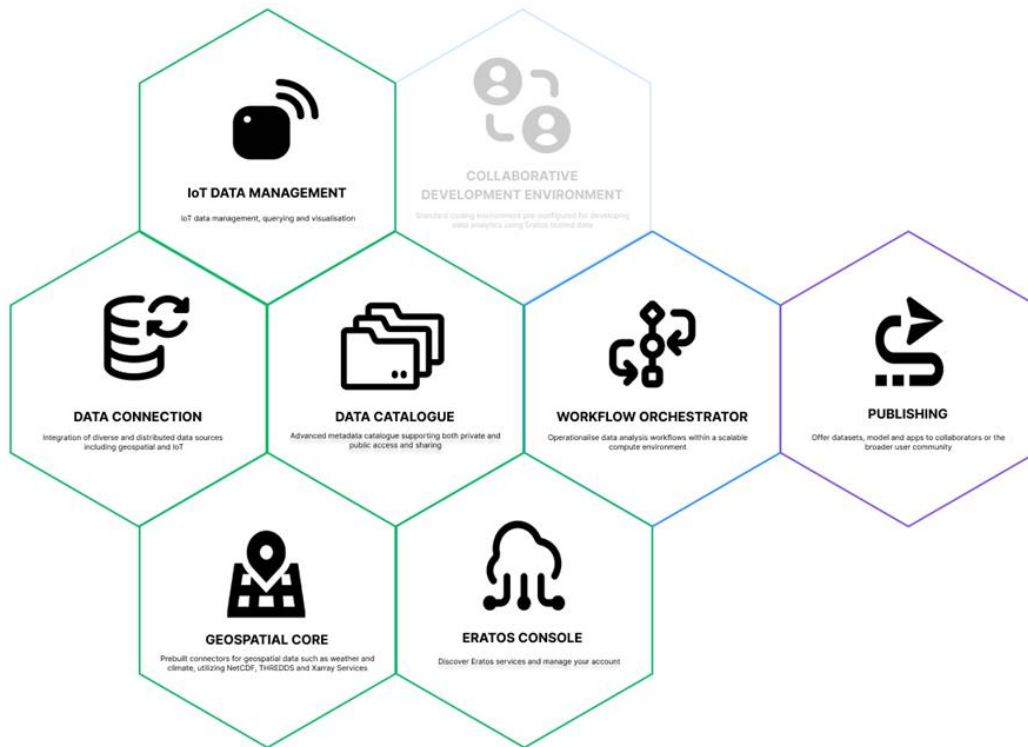 IoT DATA MANAGEMENT
IoT data management, querying and visualisation
COLLABORATIVE
DEVELOPMENT ENVIRONMENT
Standard coding environment pre-configured for developing
data analytics using Eratos hosted data
DATA CONNECTION
Integration of diverse and distributed data sources
including geospatial and IoT
DATA CATALOGUE
Advanced metadata catalogue supporting both private and
public access and sharing
WORKFLOW ORCHESTRATOR
Operationalise data analysis workflows within a scalable
compute environment
PUBLISHING
Offer datasets, model and apps to collaborators or the
broader user community
GEOSPATIAL CORE
Prebuilt connectors for geospatial data such as weather and
climate, utilizing NetCDF, THREDDS and Xarray Services
ERATOS CONSOLE
Discover Eratos services and manage your account